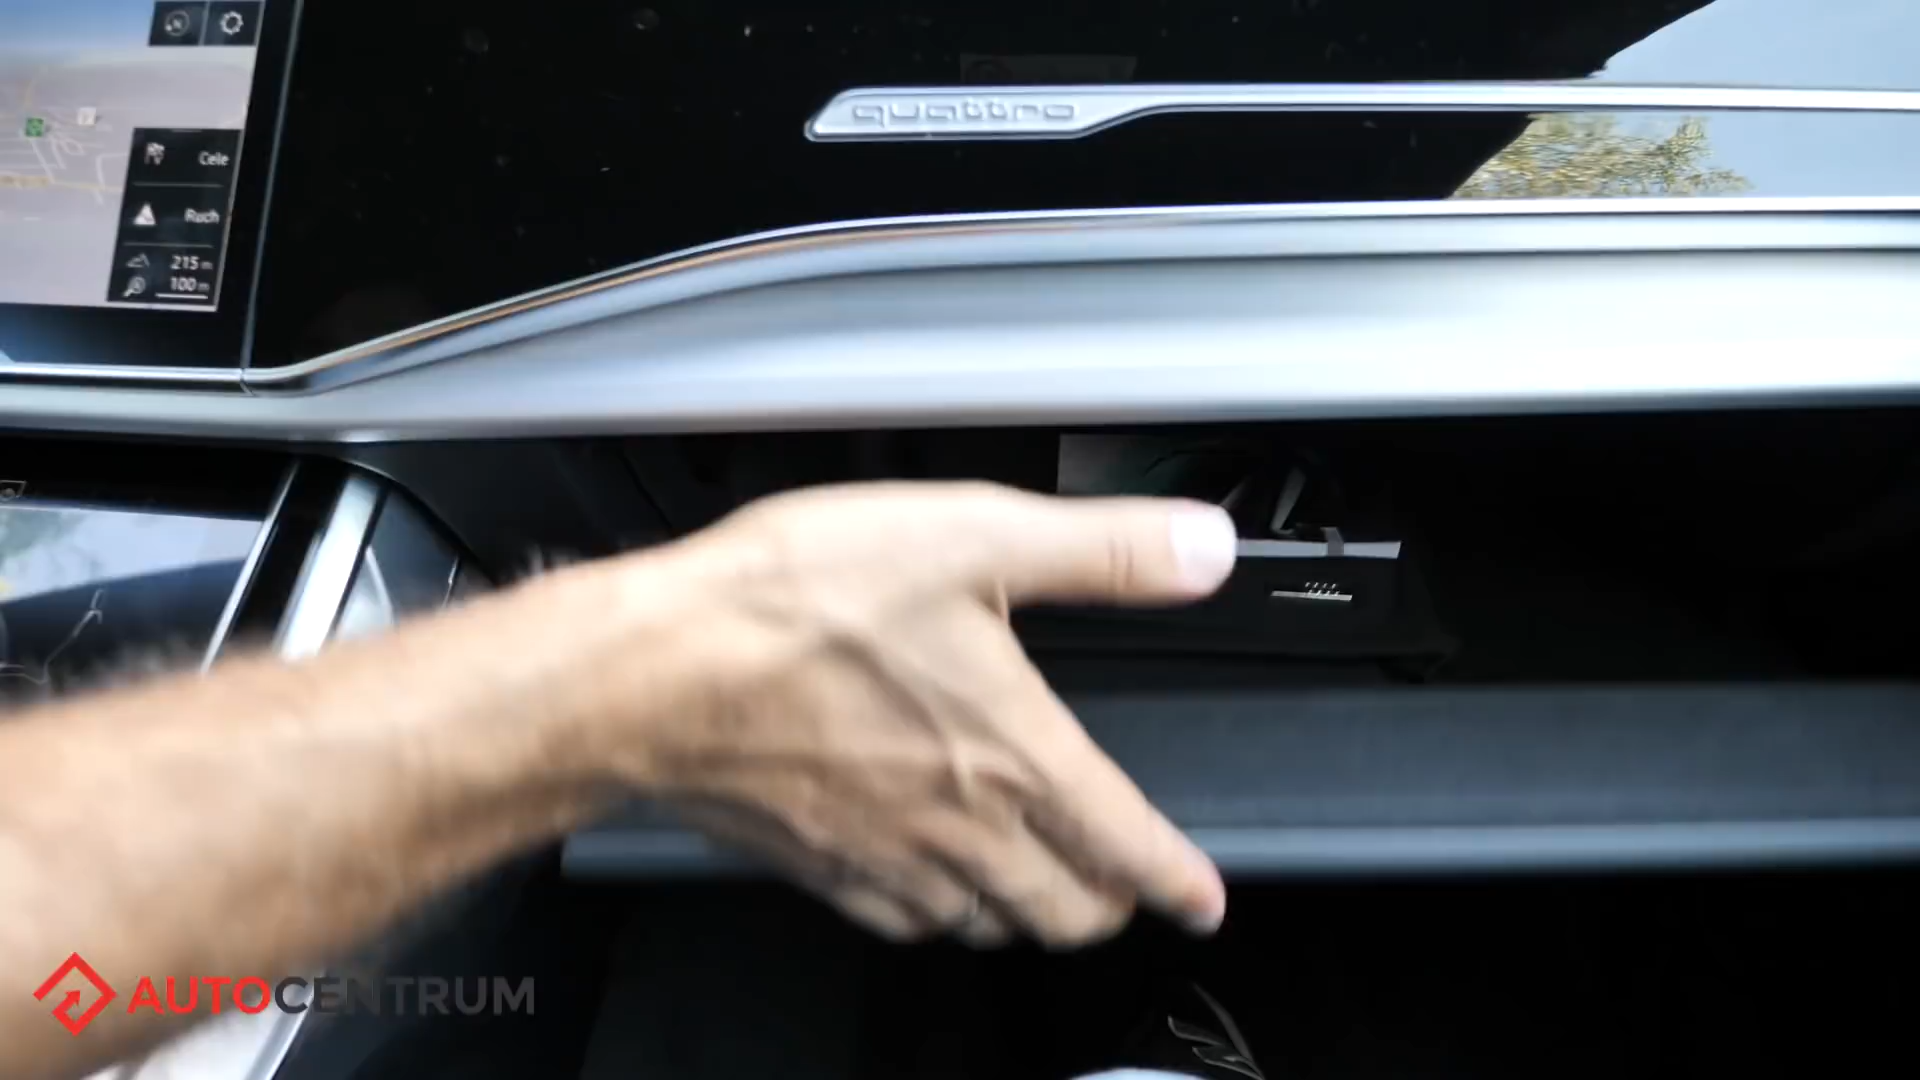 quattro
Cele
Ruch
215 m
100 m
AUTOCENTRUM